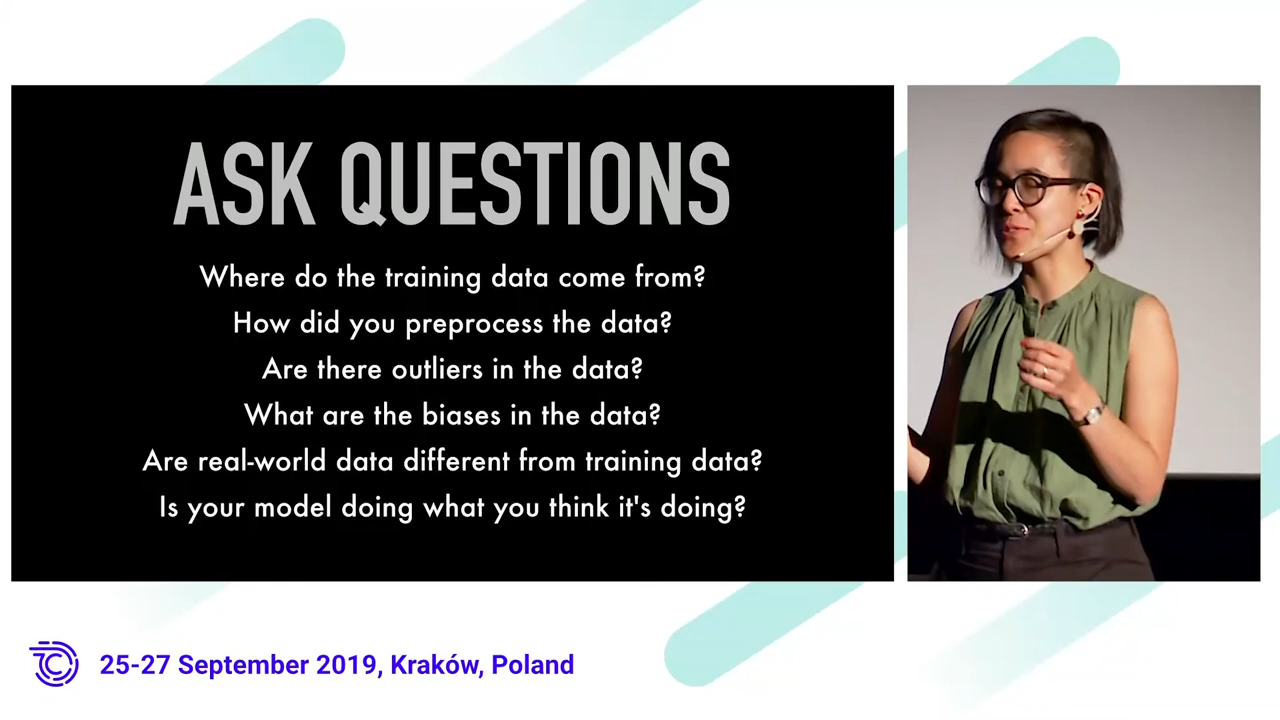 ASK QUESTIONS
Where do the training data come from?
How did you preprocess the data?
Are there outliers in the data?
What are the biases in the data?
Are real-world data different from training data?
Is your model doing what you think it's doing?
25-27 September 2019, Kraków, Poland